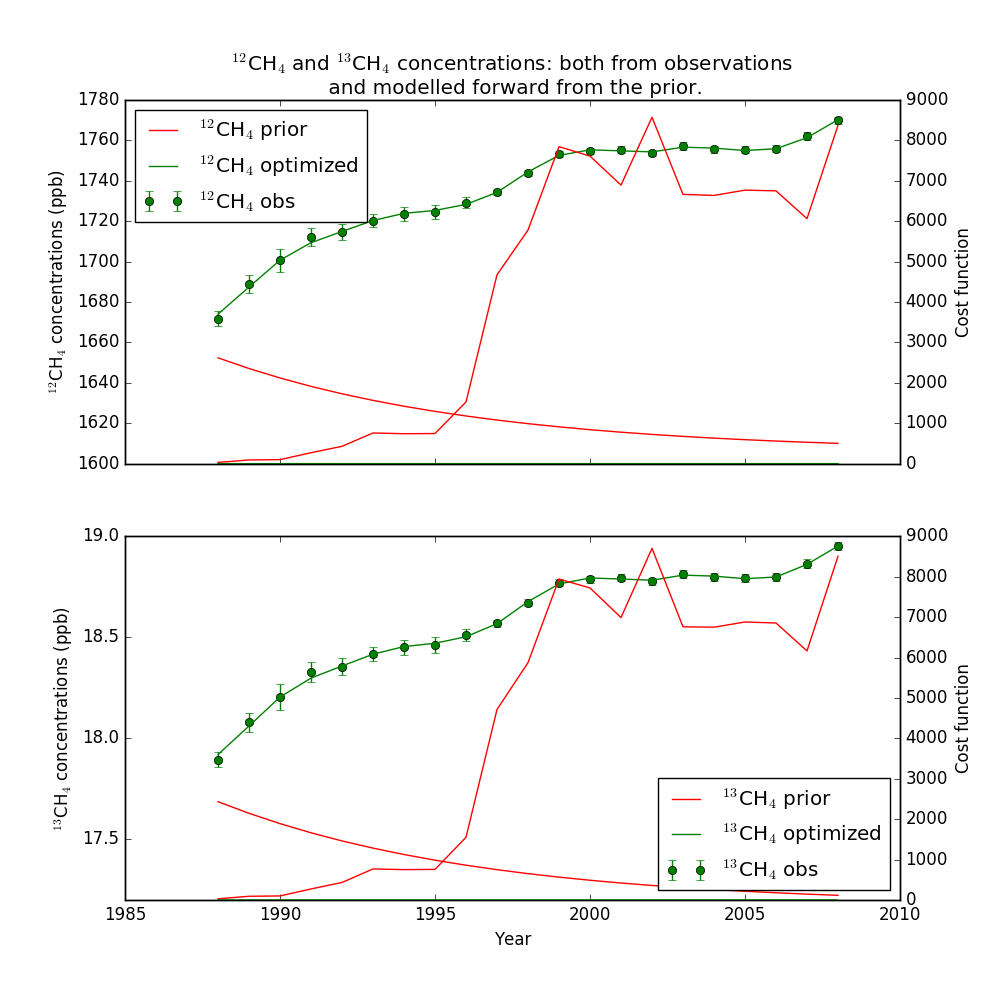 ¹²CH₄ and ¹³CH₄ concentrations: both from observations
and modelled forward from the prior.
1780
1760
1740
1720
1700
1680
1660
1640
1620
1600
¹²CH₄ concentrations (ppb)
¹²CH₄ prior
¹²CH₄ optimized
¹²CH₄ obs
9000
8000
7000
6000
5000
4000
3000
2000
1000
0
Cost function
19.0
18.5
18.0
17.5
¹³CH₄ concentrations (ppb)
¹³CH₄ prior
¹³CH₄ optimized
¹³CH₄ obs
9000
8000
7000
6000
5000
4000
3000
2000
1000
0
Cost function
1985 1990 1995 2000 2005 2010
Year